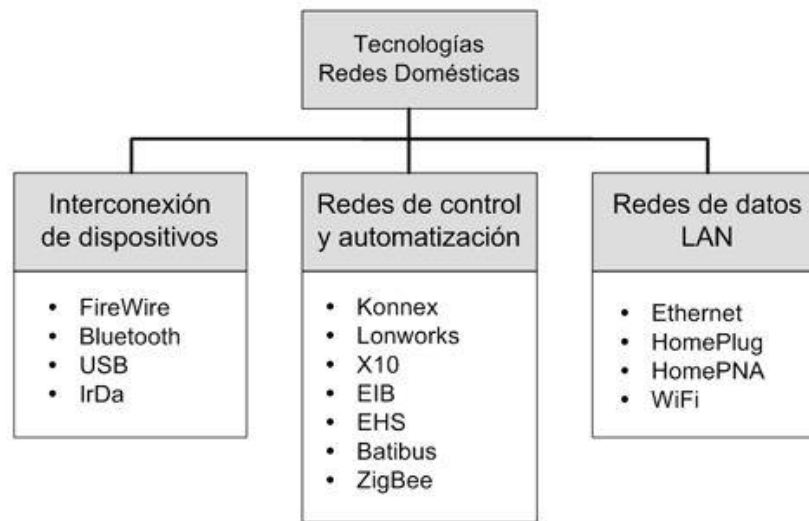 Tecnologías
Redes Domésticas
Interconexión
de dispositivos
• FireWire
• Bluetooth
• USB
• IrDa
Redes de control
y automatización
• Konnex
• Lonworks
• X10
• EIB
• EHS
• Batibus
• ZigBee
Redes de datos
LAN
• Ethernet
• HomePlug
• HomePNA
• WiFi